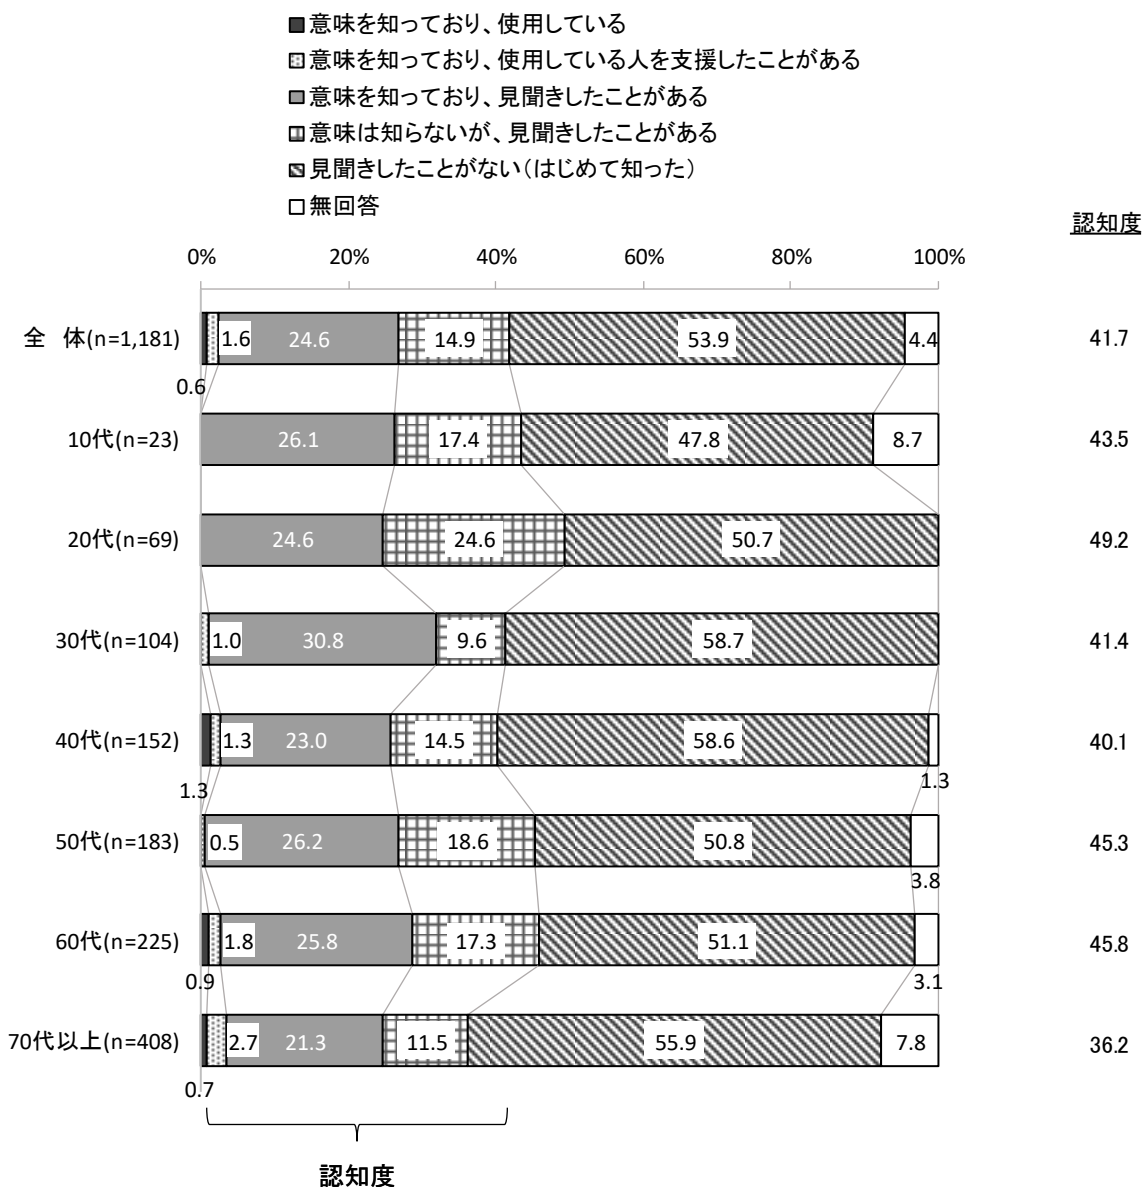 意味を知っており、使用している
意味を知っており、使用している人を支援したことがある
意味を知っており、見聞きしたことがある
意味は知らないが、見聞きしたことがある
見聞きしたことがない（はじめて知った）
無回答
認知度
0% 20% 40% 60% 80% 100%
全 体(n=1,181) 1.6 24.6 14.9 53.9 4.4 41.7
0.6
10代(n=23) 26.1 17.4 47.8 8.7 43.5
20代(n=69) 24.6 24.6 50.7 49.2
30代(n=104) 1.0 30.8 9.6 58.7 41.4
40代(n=152) 1.3 23.0 14.5 58.6 40.1
1.3 1.3
50代(n=183) 0.5 26.2 18.6 50.8 45.3
3.8
60代(n=225) 1.8 25.8 17.3 51.1 45.8
0.9 3.1
70代以上(n=408) 2.7 21.3 11.5 55.9 7.8 36.2
0.7
認知度